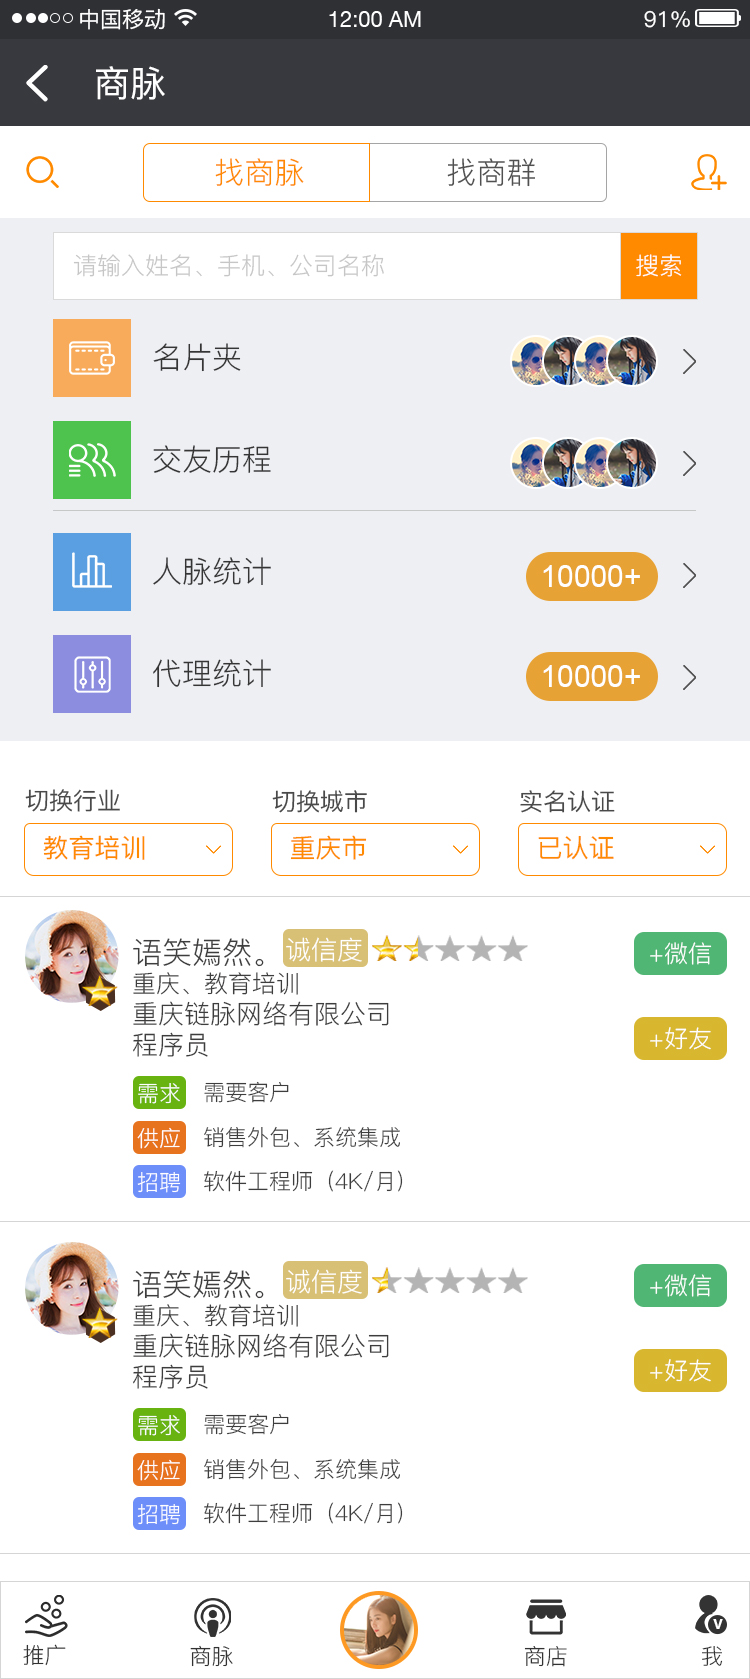 中国移动 12:00 AM 91%
商脉
找商脉 找商群
请输入姓名、手机、公司名称 搜索
名片夹
交友历程
人脉统计 10000+
代理统计 10000+
切换行业 切换城市 实名认证
教育培训 重庆市 已认证
语笑嫣然。 诚信度 +微信
重庆、教育培训
重庆链脉网络有限公司
+好友
程序员
需求 需要客户
供应 销售外包、系统集成
招聘 软件工程师（4K/月）
语笑嫣然。 诚信度 +微信
重庆、教育培训
重庆链脉网络有限公司
+好友
程序员
需求 需要客户
供应 销售外包、系统集成
招聘 软件工程师（4K/月）
推广 商脉 商店 我